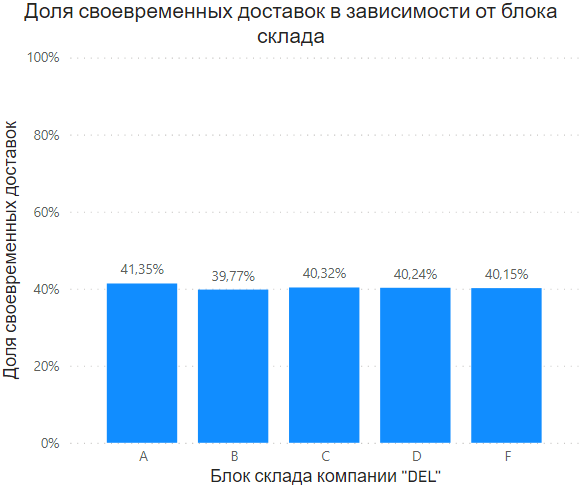 Доля своевременных доставок в зависимости от блока
склада
100%
80%
60%
40%
20%
0%
Доля своевременных доставок
41,35%
39,77%
40,32%
40,24%
40,15%
A
B
C
D
F
Блок склада компании "DEL"